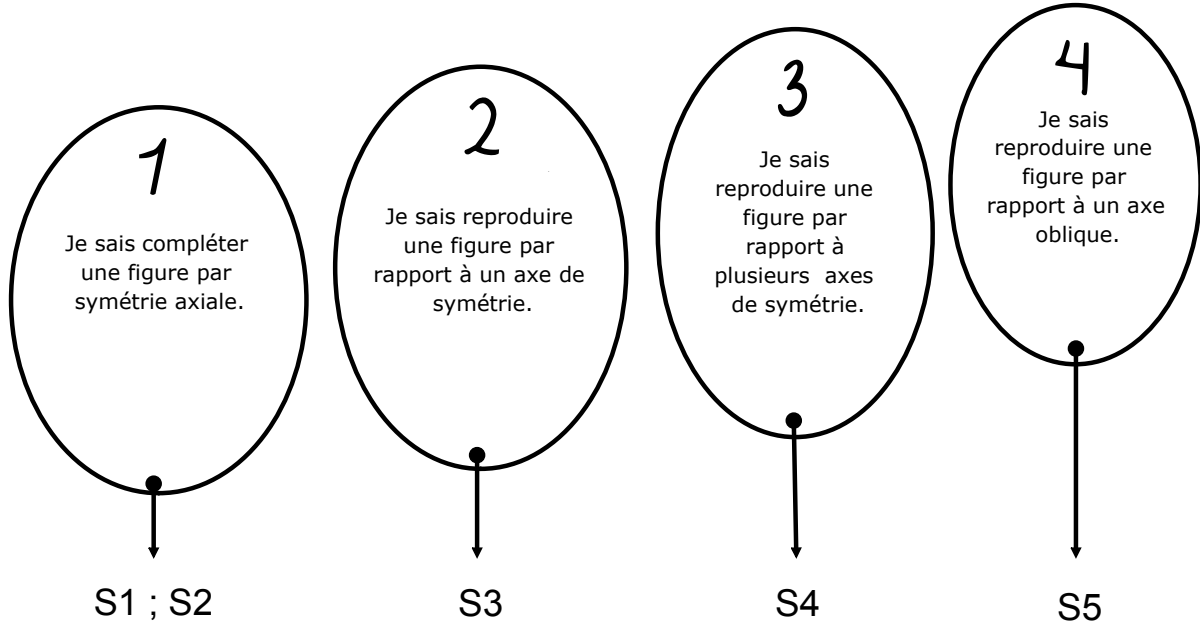 1
Je sais compléter
une figure par
symétrie axiale.
S1 ; S2
2
Je sais reproduire
une figure par
rapport à un axe de
symétrie.
S3
3
Je sais
reproduire une
figure par
rapport à
plusieurs axes
de symétrie.
S4
4
Je sais
reproduire une
figure par
rapport à un axe
oblique.
S5